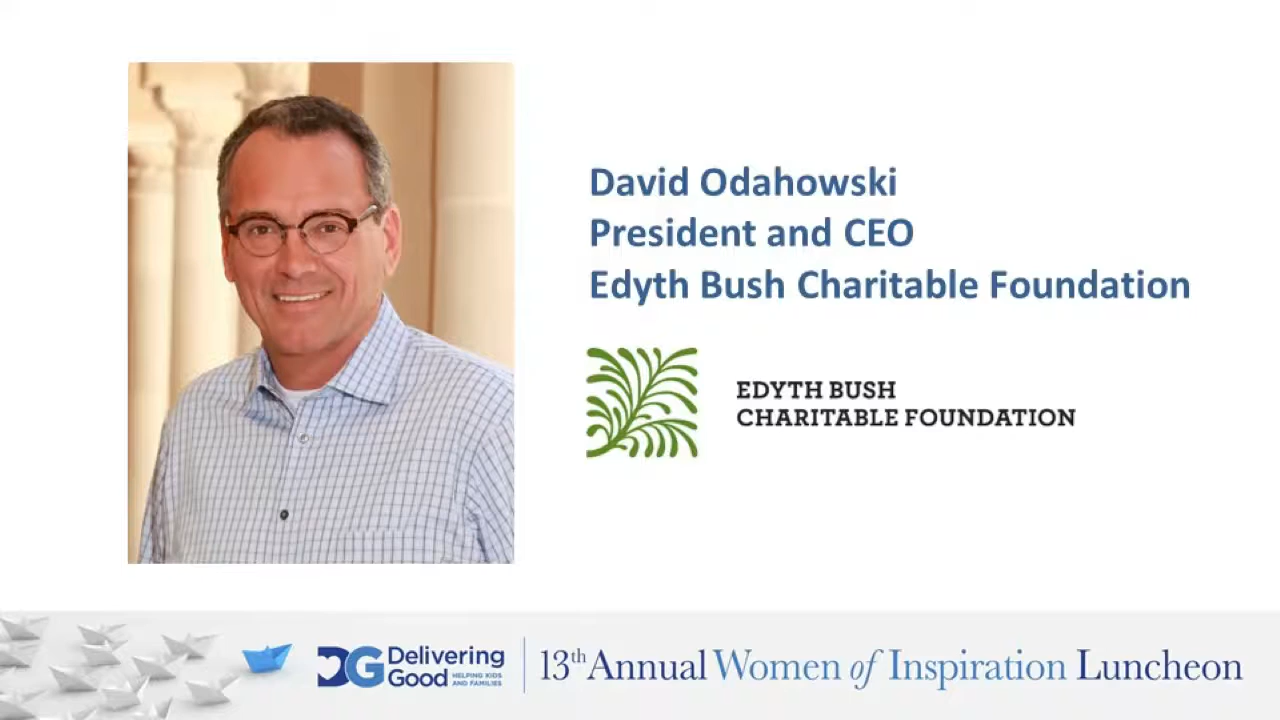 David Odahowski
President and CEO
Edyth Bush Charitable Foundation
EDYTH BUSH
CHARITABLE FOUNDATION
DG Delivering Good HELPING KIDS AND FAMILIES
13th Annual Women of Inspiration Luncheon